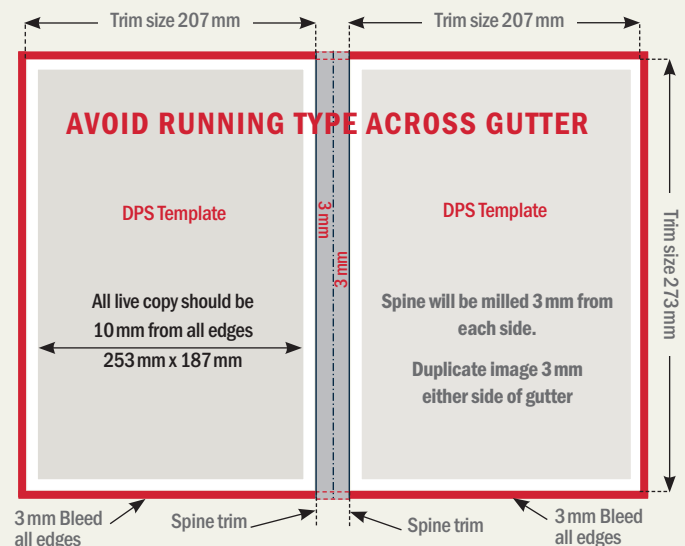 Trim size 207 mm
Trim size 207 mm
AVOID RUNNING TYPE ACROSS GUTTER
DPS Template
3 mm
3 mm
DPS Template
Trim size 273 mm
All live copy should be
10 mm from all edges
253 mm x 187 mm
Spine will be milled 3 mm from
each side.
Duplicate image 3 mm
either side of gutter
3 mm Bleed
all edges
Spine trim
Spine trim
3 mm Bleed
all edges